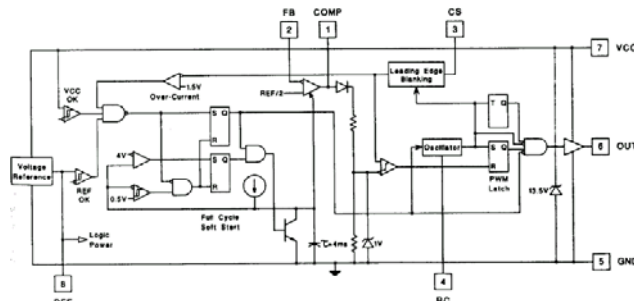 FB COMP CS
2 1 3
7 VCC
Leading Edge
Blanking
VCC
OK
1.5V
Over-Current
REF/2
T Q
S Q
Oscillator
S Q
6 OUT
Voltage
Reference
4V
S Q
R
R
PWM
Latch
13.5V
REF
OK
0.5V
Full Cycle
Soft Start
1V
Logic
Power
5 GND
8
4